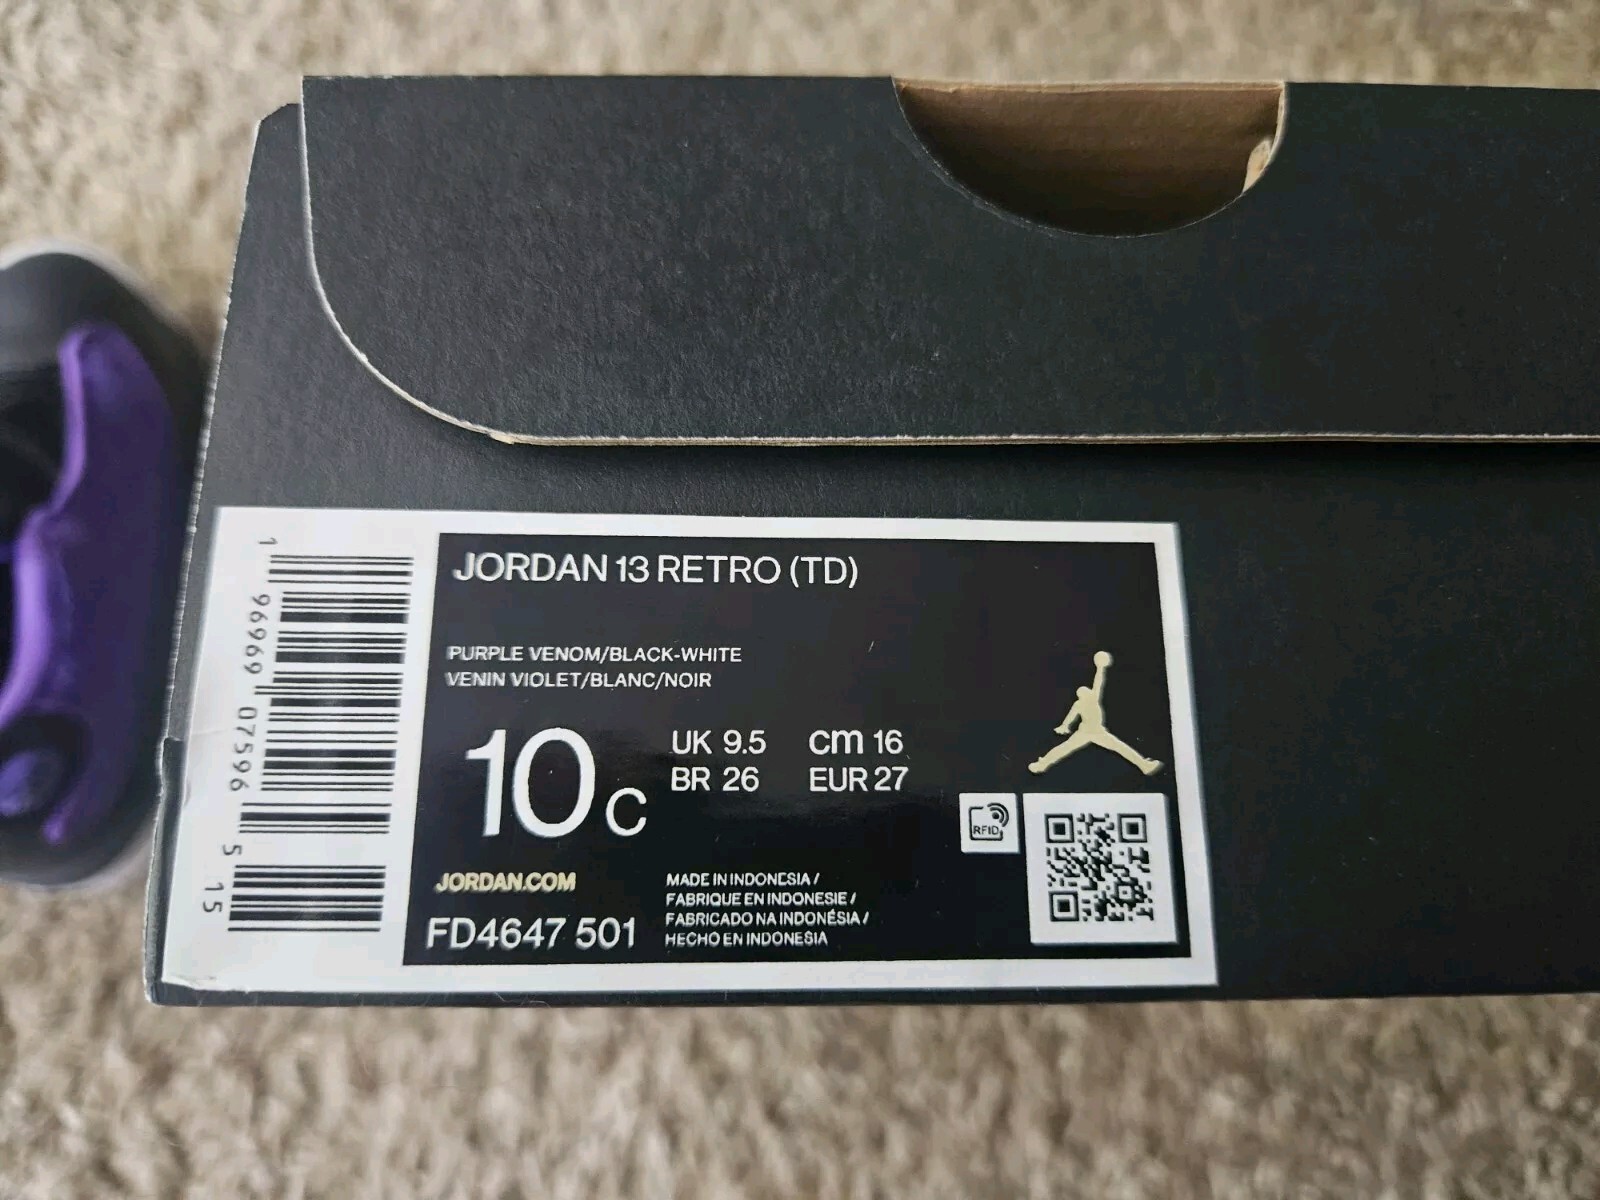 JORDAN 13 RETRO (TD)
PURPLE VENOM/BLACK-WHITE
VENIN VIOLET/BLANC/NOIR
10C
UK 9.5 cm 16
BR 26 EUR 27
RFID
JORDAN.COM
FD4647 501
MADE IN INDONESIA /
FABRIQUE EN INDONESIE /
FABRICADO NA INDONÉSIA /
HECHO EN INDONESIA
1 96969 07596 5 15